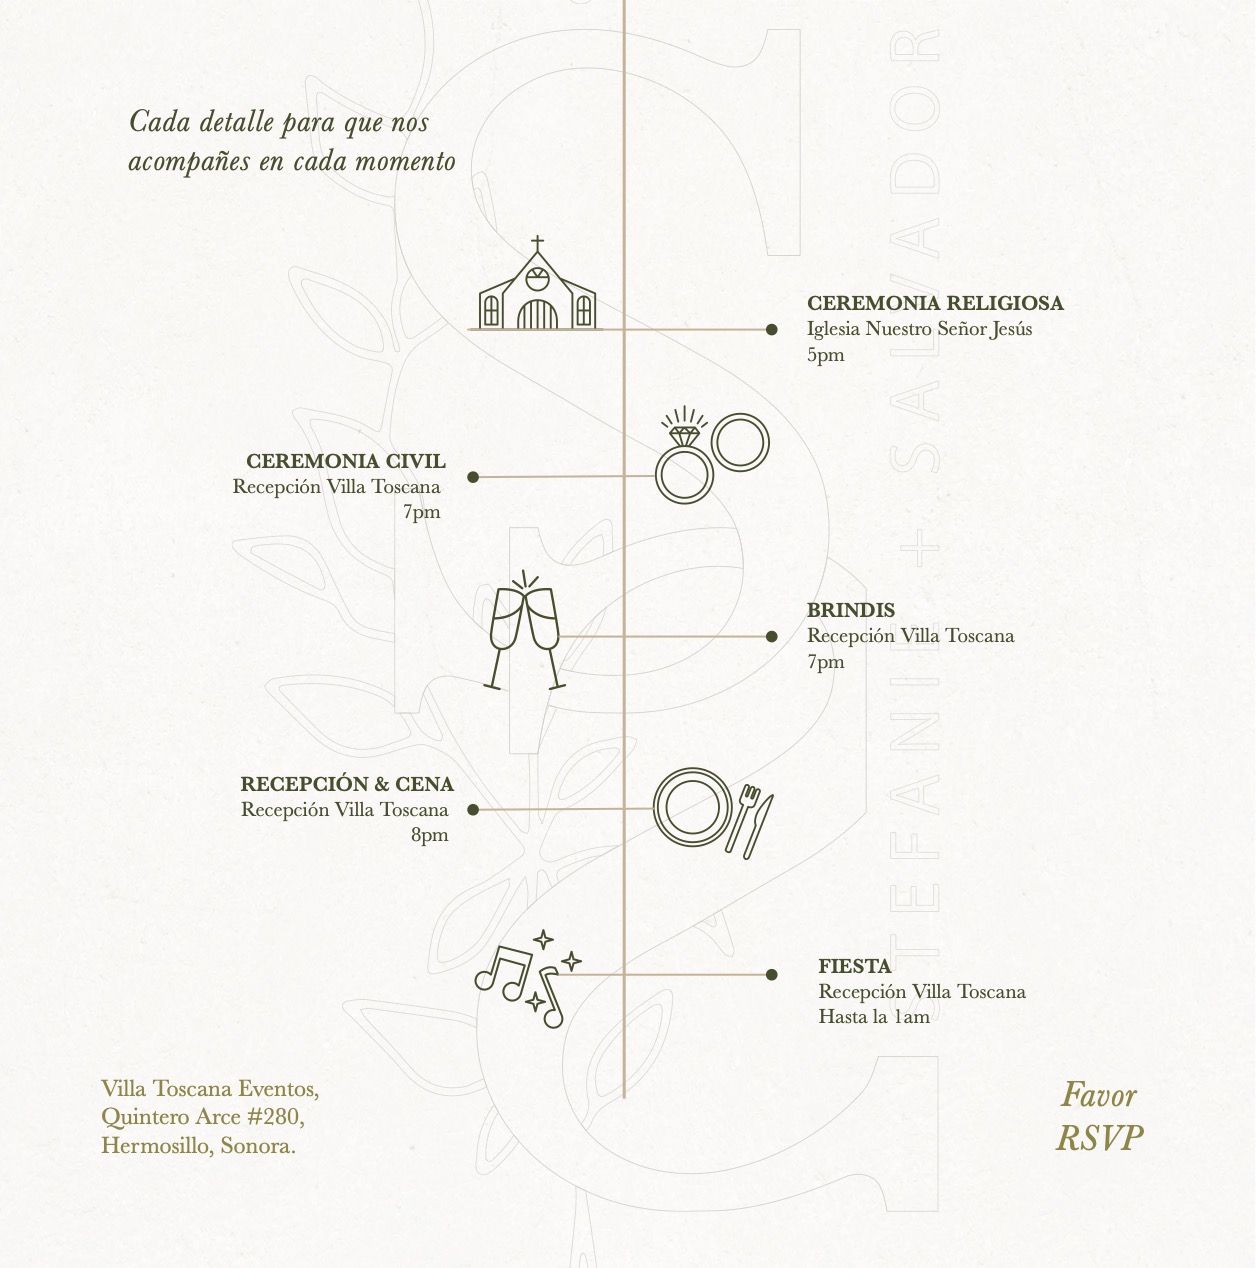 Cada detalle para que nos
acompañes en cada momento
CEREMONIA RELIGIOSA
Iglesia Nuestro Señor Jesús
5pm
CEREMONIA CIVIL
Recepción Villa Toscana
7pm
BRINDIS
Recepción Villa Toscana
7pm
RECEPCIÓN & CENA
Recepción Villa Toscana
8pm
FIESTA
Recepción Villa Toscana
Hasta la 1am
STEFANIE + SALVADOR
Villa Toscana Eventos,
Quintero Arce #280,
Hermosillo, Sonora.
Favor
RSVP